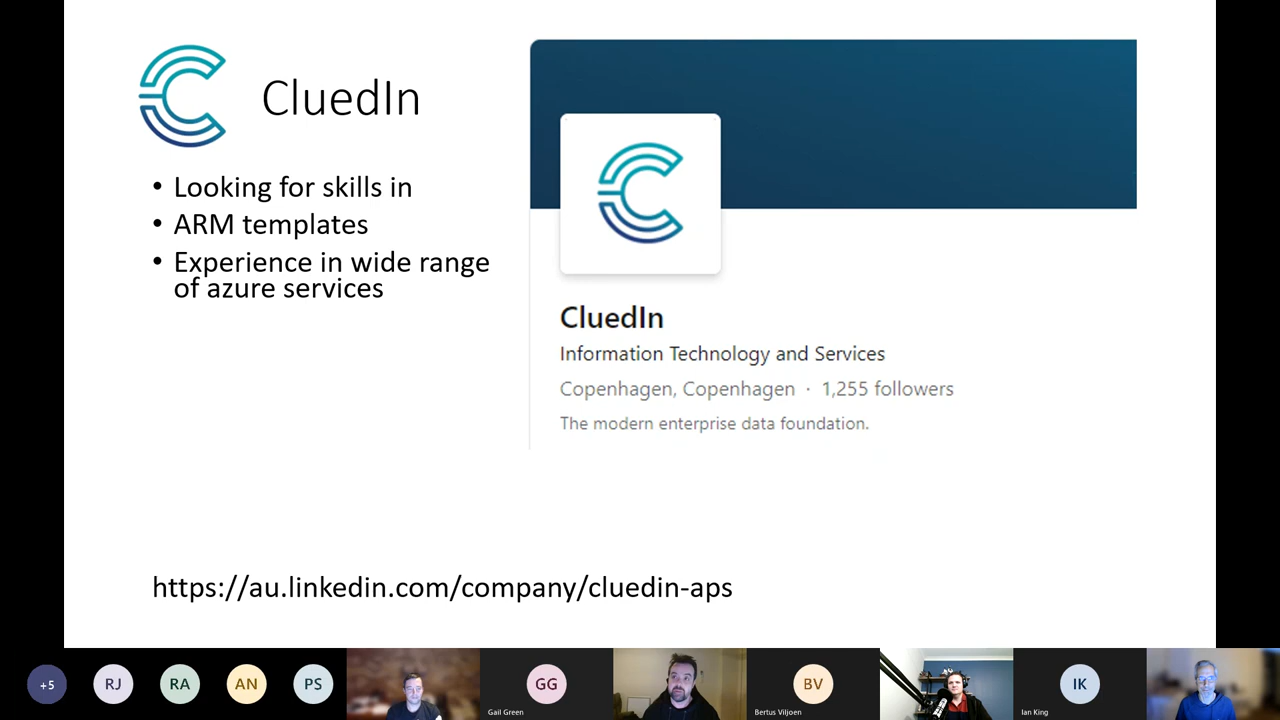 CluedIn
• Looking for skills in
• ARM templates
• Experience in wide range
of azure services
CluedIn
Information Technology and Services
Copenhagen, Copenhagen · 1,255 followers
The modern enterprise data foundation.
https://au.linkedin.com/company/cluedin-aps
+5
RJ
RA
AN
PS
GG
Gail Green
BV
Bertus Viljoen
IK
Ian King